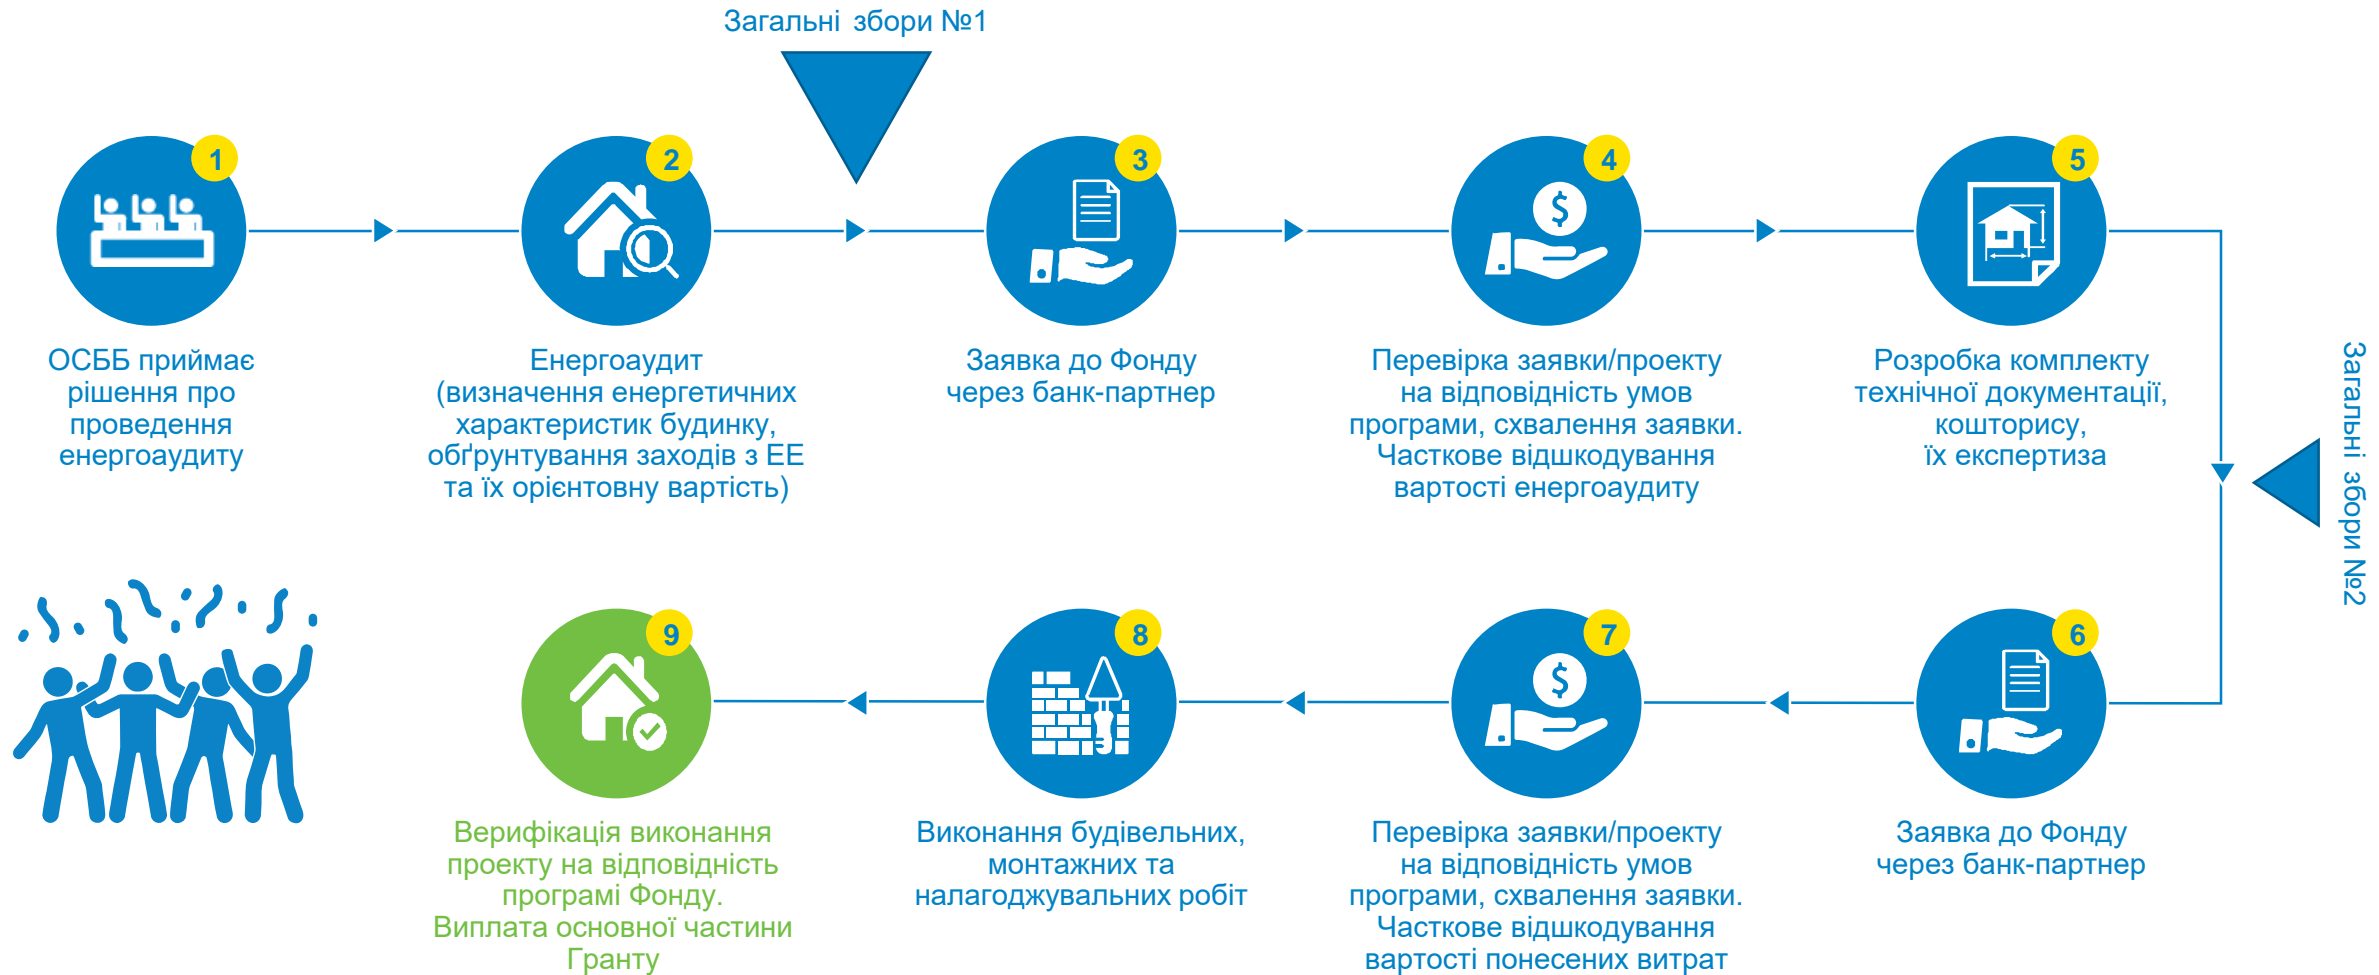 Загальні збори №1
1
ОСББ приймає
рішення про
проведення
енергоаудиту
2
Енергоаудит
(визначення енергетичних
характеристик будинку,
обґрунтування заходів з ЕЕ
та їх орієнтовну вартість)
3
Заявка до Фонду
через банк-партнер
4
Перевірка заявки/проекту
на відповідність умов
програми, схвалення заявки.
Часткове відшкодування
вартості енергоаудиту
5
Розробка комплекту
технічної документації,
кошторису,
їх експертиза
Загальні збори №2
6
Заявка до Фонду
через банк-партнер
7
Перевірка заявки/проекту
на відповідність умов
програми, схвалення заявки.
Часткове відшкодування
вартості понесених витрат
8
Виконання будівельних,
монтажних та
налагоджувальних робіт
9
Верифікація виконання
проекту на відповідність
програмі Фонду.
Виплата основної частини
Гранту
$
$